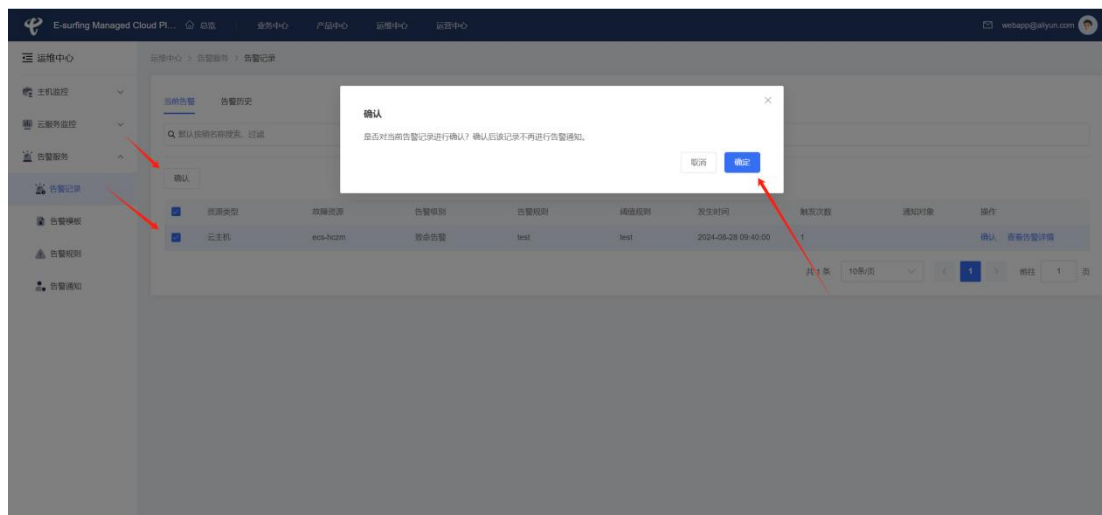 E-surfing Managed Cloud Pl... 总览 业务中心 产品中心 运维中心 运营中心 webapp@aliyun.com
运维中心
运维中心 > 告警服务 > 告警记录
主机监控
云服务监控
告警服务
告警记录
告警模板
告警规则
告警通知
当前告警 告警历史
默认按照名称搜索、过滤
确认
确认
是否对当前告警记录进行确认？确认后该记录不再进行告警通知。
取消 确定
资源类型 故障资源 告警级别 告警规则 阈值规则 发生时间 触发次数 通知对象 操作
云主机 ecs-hczm 致命告警 test test 2024-08-28 09:40:00 1 确认 查看告警详情
共 1 条 10条/页 1 前往 1 页